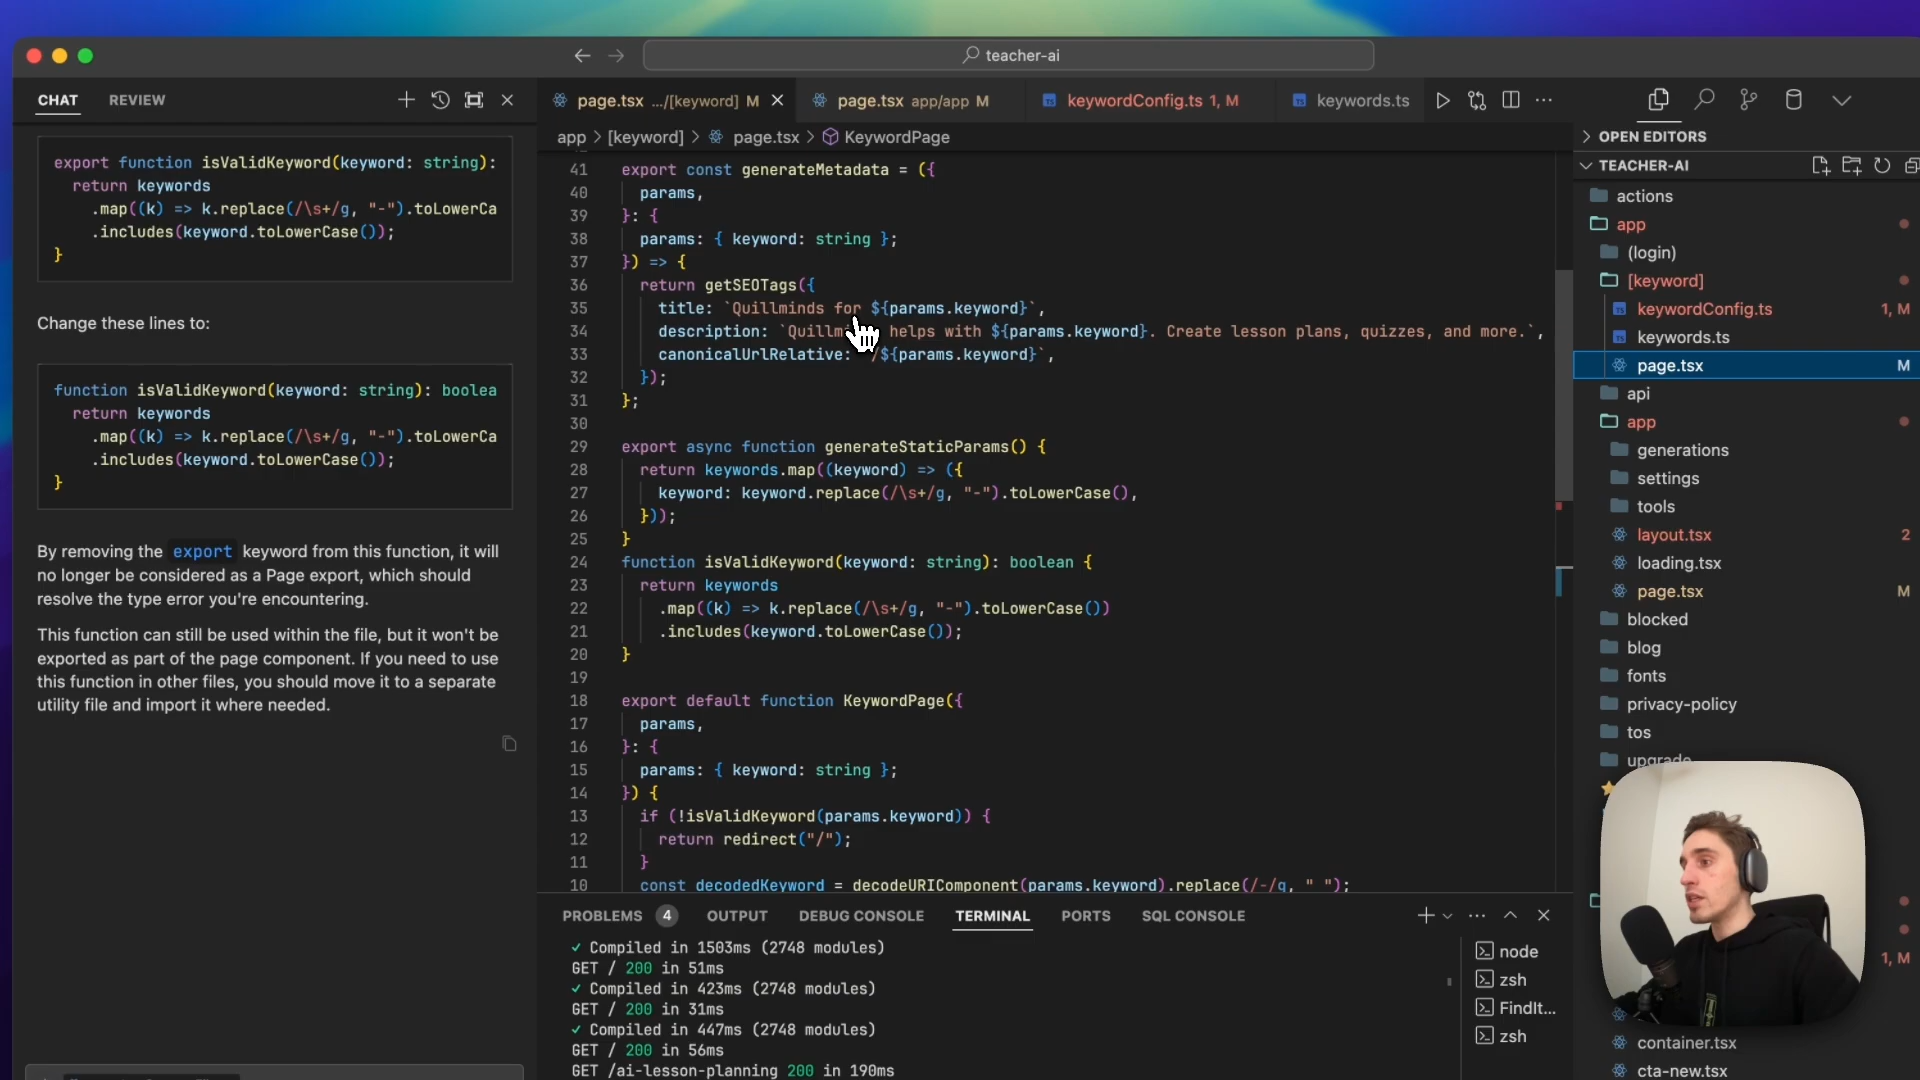 teacher-ai
CHAT
REVIEW
export function isValidKeyword(keyword: string):
return keywords
.map((k) => k.replace(/\s+/g, "-").toLowerCa
.includes(keyword.toLowerCase());
}
Change these lines to:
function isValidKeyword(keyword: string): boolea
return keywords
.map((k) => k.replace(/\s+/g, "-").toLowerCa
.includes(keyword.toLowerCase());
}
By removing the export keyword from this function, it will
no longer be considered as a Page export, which should
resolve the type error you're encountering.
This function can still be used within the file, but it won't be
exported as part of the page component. If you need to use
this function in other files, you should move it to a separate
utility file and import it where needed.
page.tsx .../[keyword] M
page.tsx app/app M
keywordConfig.ts 1, M
keywords.ts
app > [keyword] > page.tsx > KeywordPage
41 export const generateMetadata = ({
40 params,
39 }: {
38 params: { keyword: string };
37 }) => {
36 return getSEOTags({
35 title: `Quillminds for ${params.keyword}`,
34 description: `Quillm helps with ${params.keyword}. Create lesson plans, quizzes, and more.`,
33 canonicalUrlRelative: /${params.keyword}`,
32 });
31 };
30
29 export async function generateStaticParams() {
28 return keywords.map((keyword) => ({
27 keyword: keyword.replace(/\s+/g, "-").toLowerCase(),
26 }));
25 }
24 function isValidKeyword(keyword: string): boolean {
23 return keywords
22 .map((k) => k.replace(/\s+/g, "-").toLowerCase())
21 .includes(keyword.toLowerCase());
20 }
19
18 export default function KeywordPage({
17 params,
16 }: {
15 params: { keyword: string };
14 }) {
13 if (!isValidKeyword(params.keyword)) {
12 return redirect("/");
11 }
10 const decodedKeyword = decodeURIComponent(params.keyword).replace(/-/g, " ");
PROBLEMS 4
OUTPUT
DEBUG CONSOLE
TERMINAL
PORTS
SQL CONSOLE
✓ Compiled in 1503ms (2748 modules)
GET / 200 in 51ms
✓ Compiled in 423ms (2748 modules)
GET / 200 in 31ms
✓ Compiled in 447ms (2748 modules)
GET / 200 in 56ms
GET /ai-lesson-planning 200 in 190ms
node
zsh
FindIt...
zsh
OPEN EDITORS
TEACHER-AI
actions
app
(login)
[keyword]
keywordConfig.ts 1, M
keywords.ts
page.tsx M
api
app
generations
settings
tools
layout.tsx 2
loading.tsx
page.tsx M
blocked
blog
fonts
privacy-policy
tos
upgrade
1, M
container.tsx
cta-new.tsx